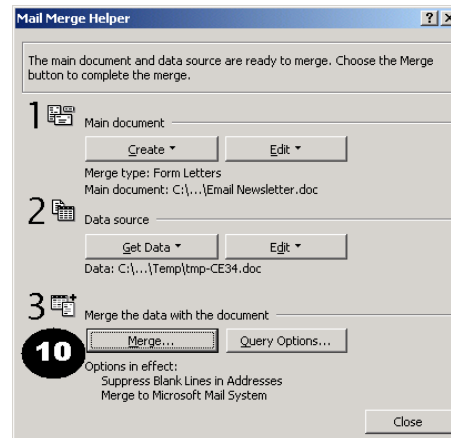 Mail Merge Helper
The main document and data source are ready to merge. Choose the Merge
button to complete the merge.
1 Main document
Create Edit
Merge type: Form Letters
Main document: C:\...\Email Newsletter.doc
2 Data source
Get Data Edit
Data: C:\...\Temp\tmp-CE34.doc
3 Merge the data with the document
10 Merge... Query Options...
Options in effect:
Suppress Blank Lines in Addresses
Merge to Microsoft Mail System
Close